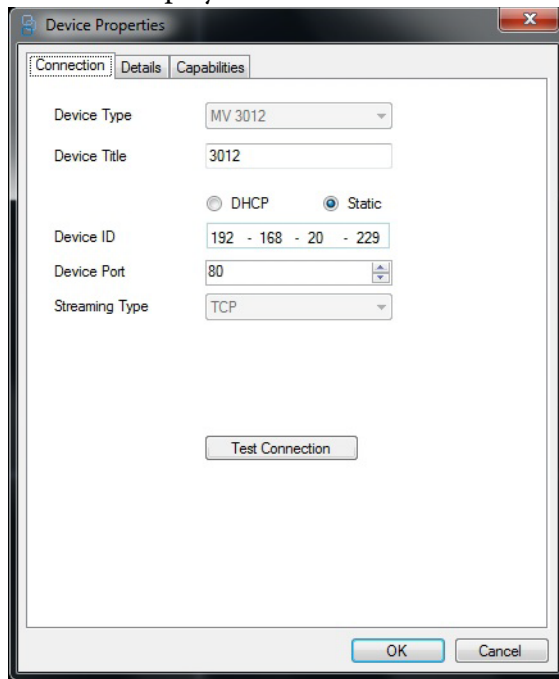 Device Properties
Connection Details Capabilities
Device Type MV 3012
Device Title 3012
DHCP Static
Device ID 192 - 168 - 20 - 229
Device Port 80
Streaming Type TCP
Test Connection
OK Cancel